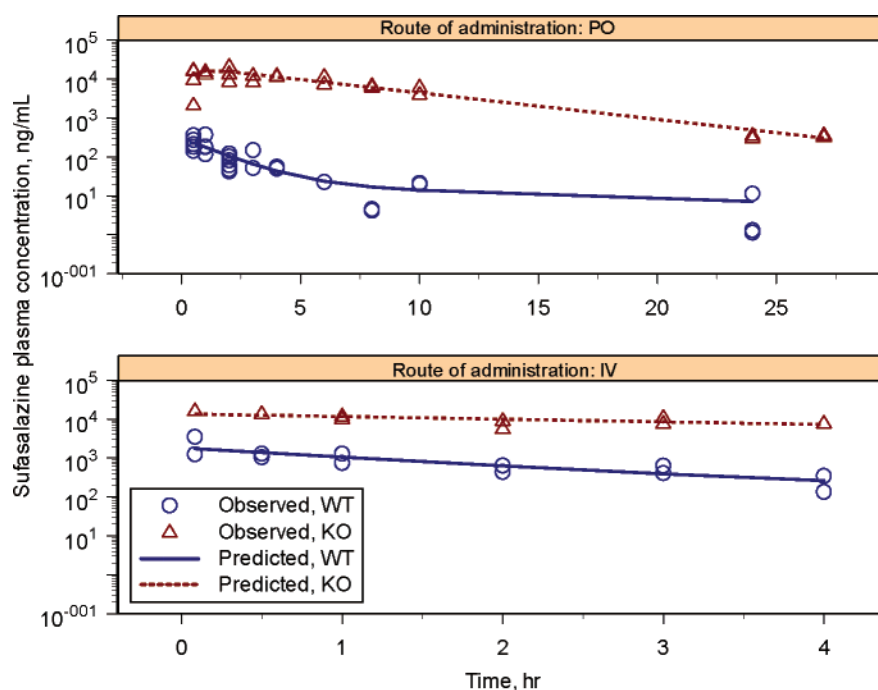 Route of administration: PO
10^5
10^4
10^3
10^2
10^1
10^-001
0 5 10 15 20 25
Sufasalazine plasma concentration, ng/mL
Route of administration: IV
10^5
10^4
10^3
10^2
10^1
10^-001
Observed, WT
Observed, KO
Predicted, WT
Predicted, KO
0 1 2 3 4
Time, hr